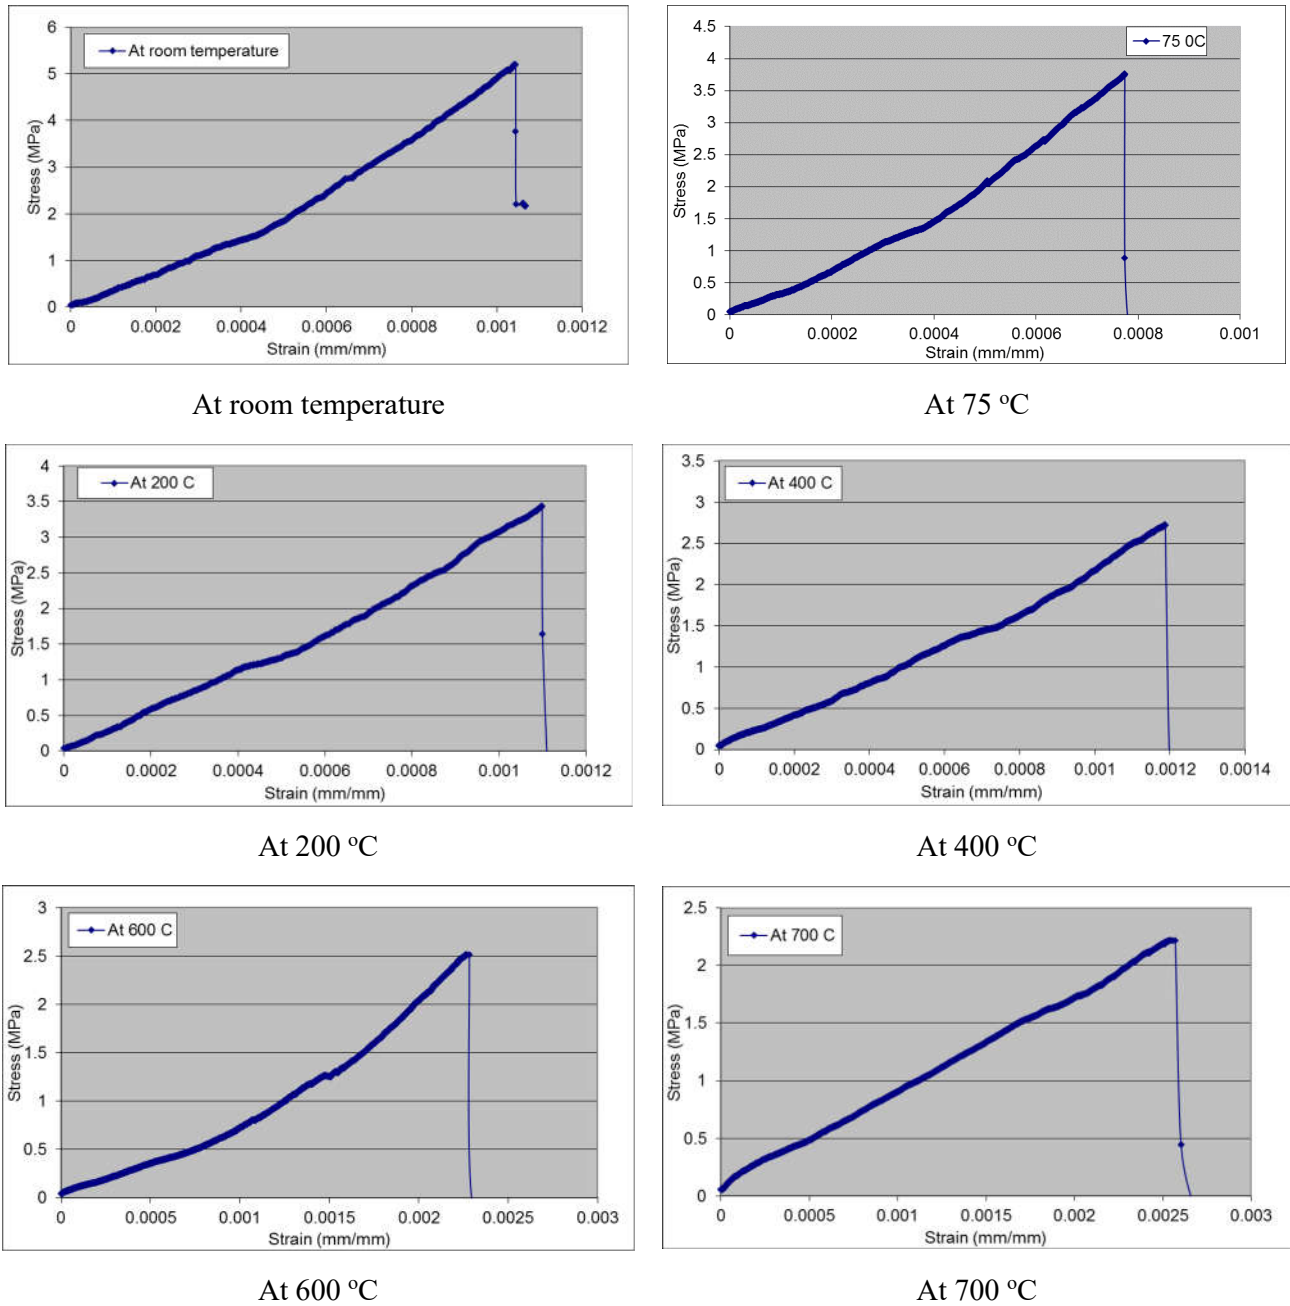 6
5
4
3
2
1
0
Stress (MPa)
At room temperature
0 0.0002 0.0004 0.0006 0.0008 0.001 0.0012
Strain (mm/mm)
At room temperature
4.5
4
3.5
3
2.5
2
1.5
1
0.5
0
Stress (MPa)
75 0C
0 0.0002 0.0004 0.0006 0.0008 0.001
Strain (mm/mm)
At 75 ºC
4
3.5
3
2.5
2
1.5
1
0.5
0
Stress (MPa)
At 200 C
0 0.0002 0.0004 0.0006 0.0008 0.001 0.0012
Strain (mm/mm)
At 200 ºC
3.5
3
2.5
2
1.5
1
0.5
0
Stress (MPa)
At 400 C
0 0.0002 0.0004 0.0006 0.0008 0.001 0.0012 0.0014
Strain (mm/mm)
At 400 ºC
3
2.5
2
1.5
1
0.5
0
Stress (MPa)
At 600 C
0 0.0005 0.001 0.0015 0.002 0.0025 0.003
Strain (mm/mm)
At 600 ºC
2.5
2
1.5
1
0.5
0
Stress (MPa)
At 700 C
0 0.0005 0.001 0.0015 0.002 0.0025 0.003
Strain (mm/mm)
At 700 ºC